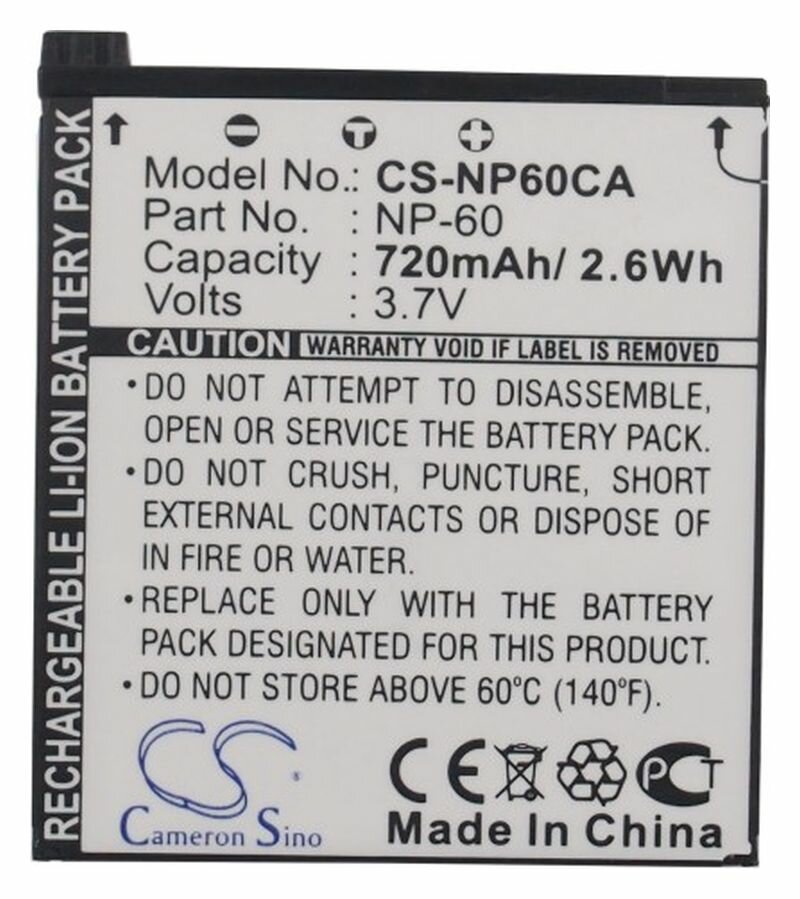 RECHARGEABLE LI-ION BATTERY PACK
Model No.: CS-NP60CA
Part No. : NP-60
Capacity : 720mAh/ 2.6Wh
Volts : 3.7V
CAUTION WARRANTY VOID IF LABEL IS REMOVED
•DO NOT ATTEMPT TO DISASSEMBLE,
OPEN OR SERVICE THE BATTERY PACK.
•DO NOT CRUSH, PUNCTURE, SHORT
EXTERNAL CONTACTS OR DISPOSE OF
IN FIRE OR WATER.
•REPLACE ONLY WITH THE BATTERY
PACK DESIGNATED FOR THIS PRODUCT.
•DO NOT STORE ABOVE 60°C (140°F).
CS ®
Cameron Sino
CE PCT
Made In China